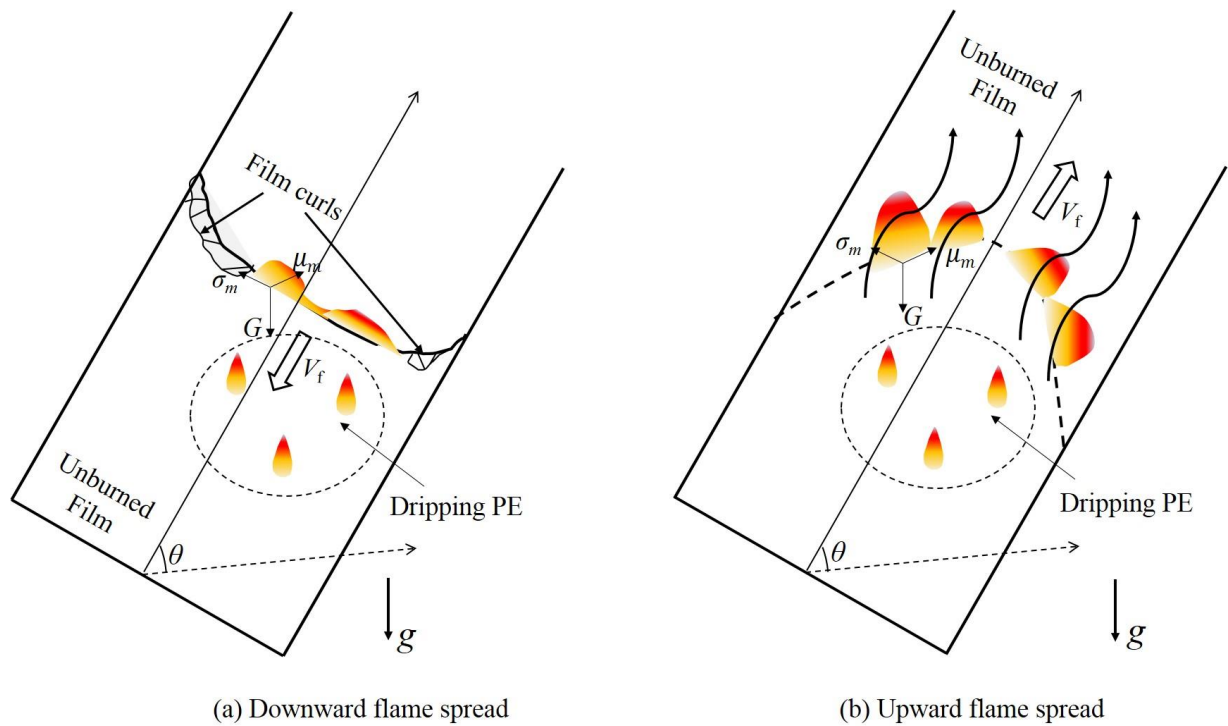 Film curls
σm
μm
G
Vf
Unburned
Film
Dripping PE
θ
g
(a) Downward flame spread
Unburned
Film
Vf
σm
μm
G
Dripping PE
θ
g
(b) Upward flame spread